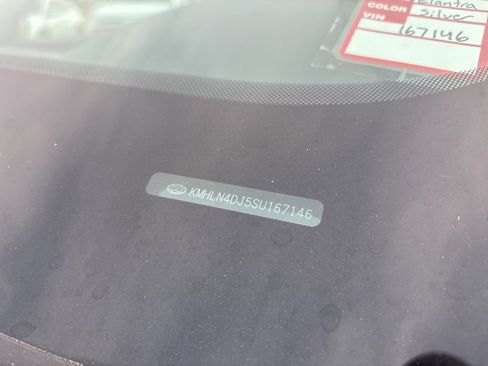 Elantra
COLOR Silver
VIN 167146
KMHLN4DJ5SU167146